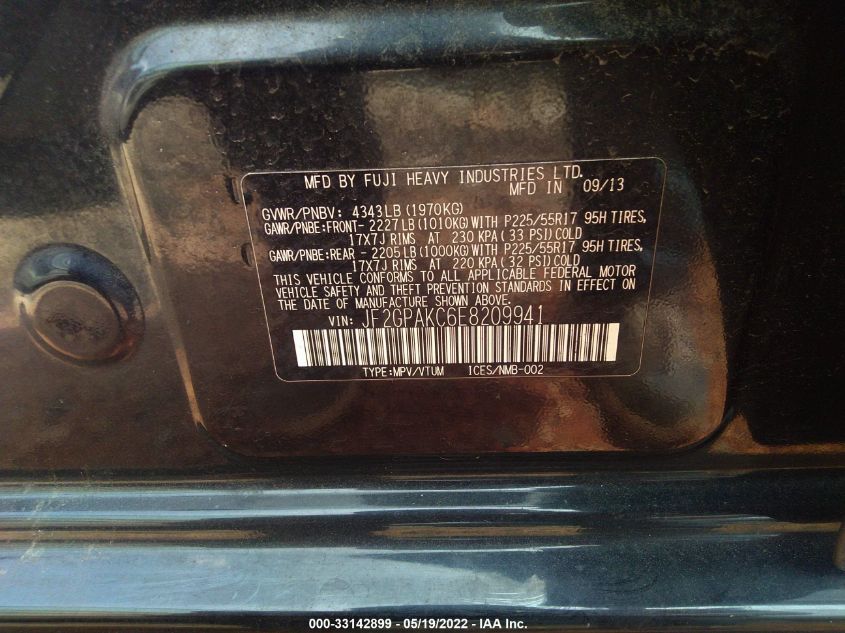 MFD BY FUJI HEAVY INDUSTRIES LTD.
MFD IN 09/13
GVWR/PNBV: 4343LB (1970KG)
GAWR/PNBE:FRONT- 2227LB (1010KG) WITH P225/55R17 95H TIRES,
17X7J RIMS AT 230 KPA (33 PSI) COLD
GAWR/PNBE:REAR - 2205LB (1000KG) WITH P225/55R17 95H TIRES,
17X7J RIMS AT 220 KPA (32 PSI) COLD
THIS VEHICLE CONFORMS TO ALL APPLICABLE FEDERAL MOTOR
VEHICLE SAFETY AND THEFT PREVENTION STANDARDS IN EFFECT ON
THE DATE OF MANUFACTURE SHOWN ABOVE.
VIN: JF2GPAKC6E8209941
TYPE:MPV/VTUM 1CES/NMB-002
000-33142899 - 05/19/2022 - IAA Inc.